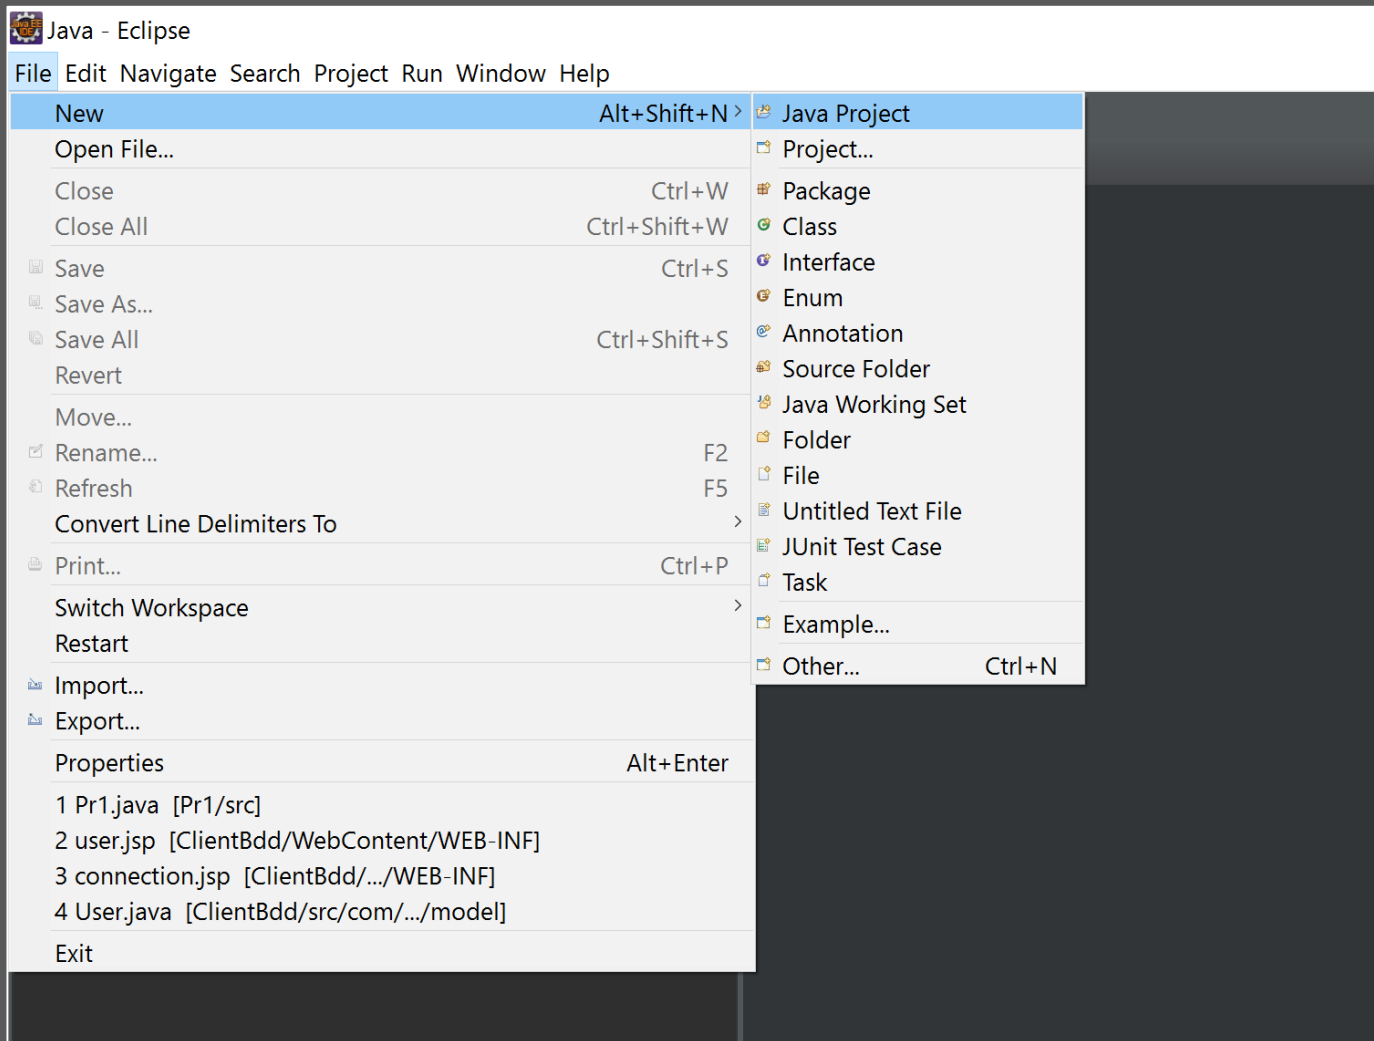 Java - Eclipse
File Edit Navigate Search Project Run Window Help
New Alt+Shift+N
Open File...
Close Ctrl+W
Close All Ctrl+Shift+W
Save Ctrl+S
Save As...
Save All Ctrl+Shift+S
Revert
Move...
Rename... F2
Refresh F5
Convert Line Delimiters To
Print... Ctrl+P
Switch Workspace
Restart
Import...
Export...
Properties Alt+Enter
1 Pr1.java [Pr1/src]
2 user.jsp [ClientBdd/WebContent/WEB-INF]
3 connection.jsp [ClientBdd/.../WEB-INF]
4 User.java [ClientBdd/src/com/.../model]
Exit
Java Project
Project...
Package
Class
Interface
Enum
Annotation
Source Folder
Java Working Set
Folder
File
Untitled Text File
JUnit Test Case
Task
Example...
Other... Ctrl+N